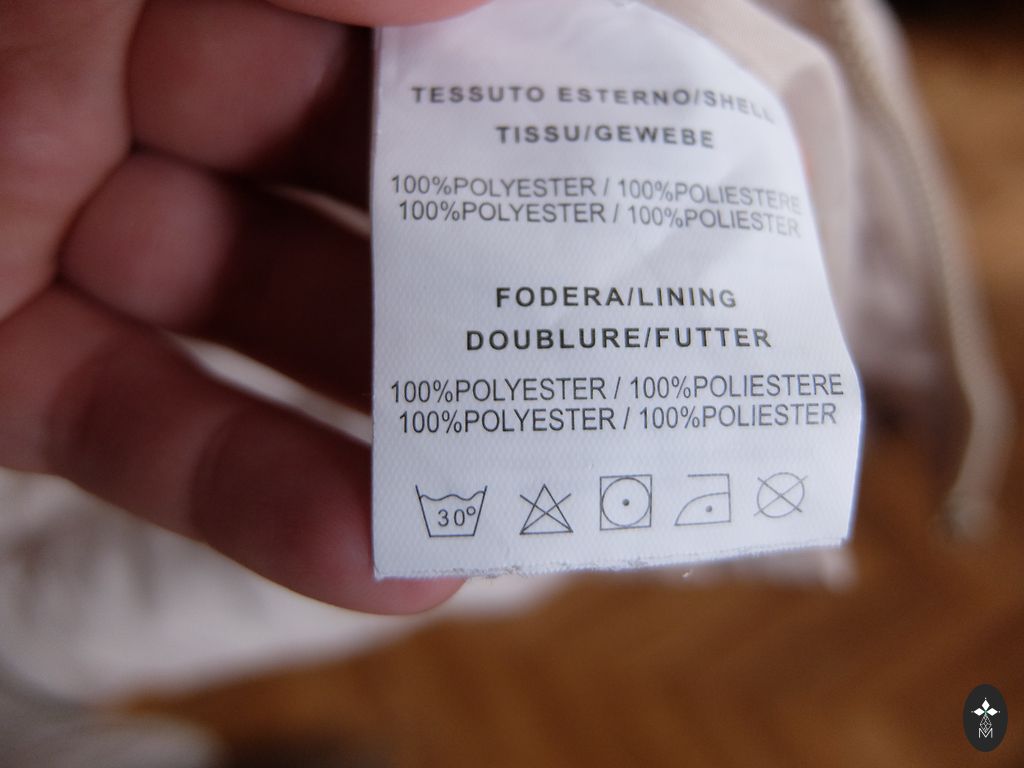 TESSUTO ESTERNO/SHELL
TISSU/GEWEBE
100%POLYESTER / 100%POLIESTERE
100%POLYESTER / 100%POLIESTER
FODERA/LINING
DOUBLURE/FUTTER
100%POLYESTER / 100%POLIESTERE
100%POLYESTER / 100%POLIESTER
30°
M